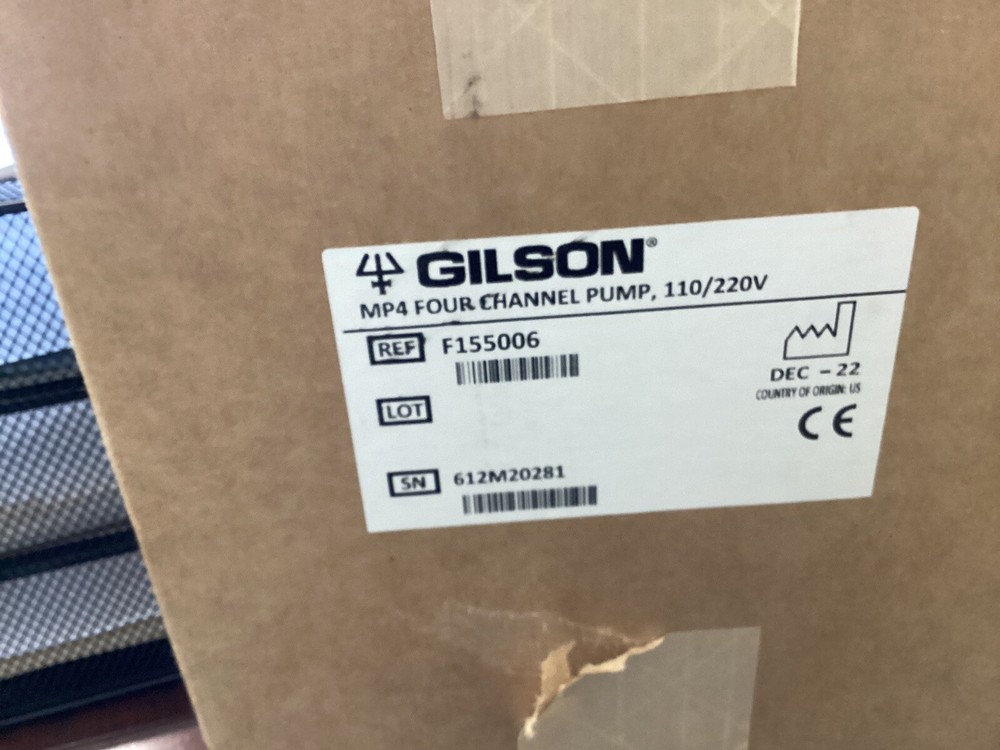 GILSON®
MP4 FOUR CHANNEL PUMP, 110/220V
REF F155006
DEC - 22
COUNTRY OF ORIGIN: US
CE
LOT
SN 612M20281